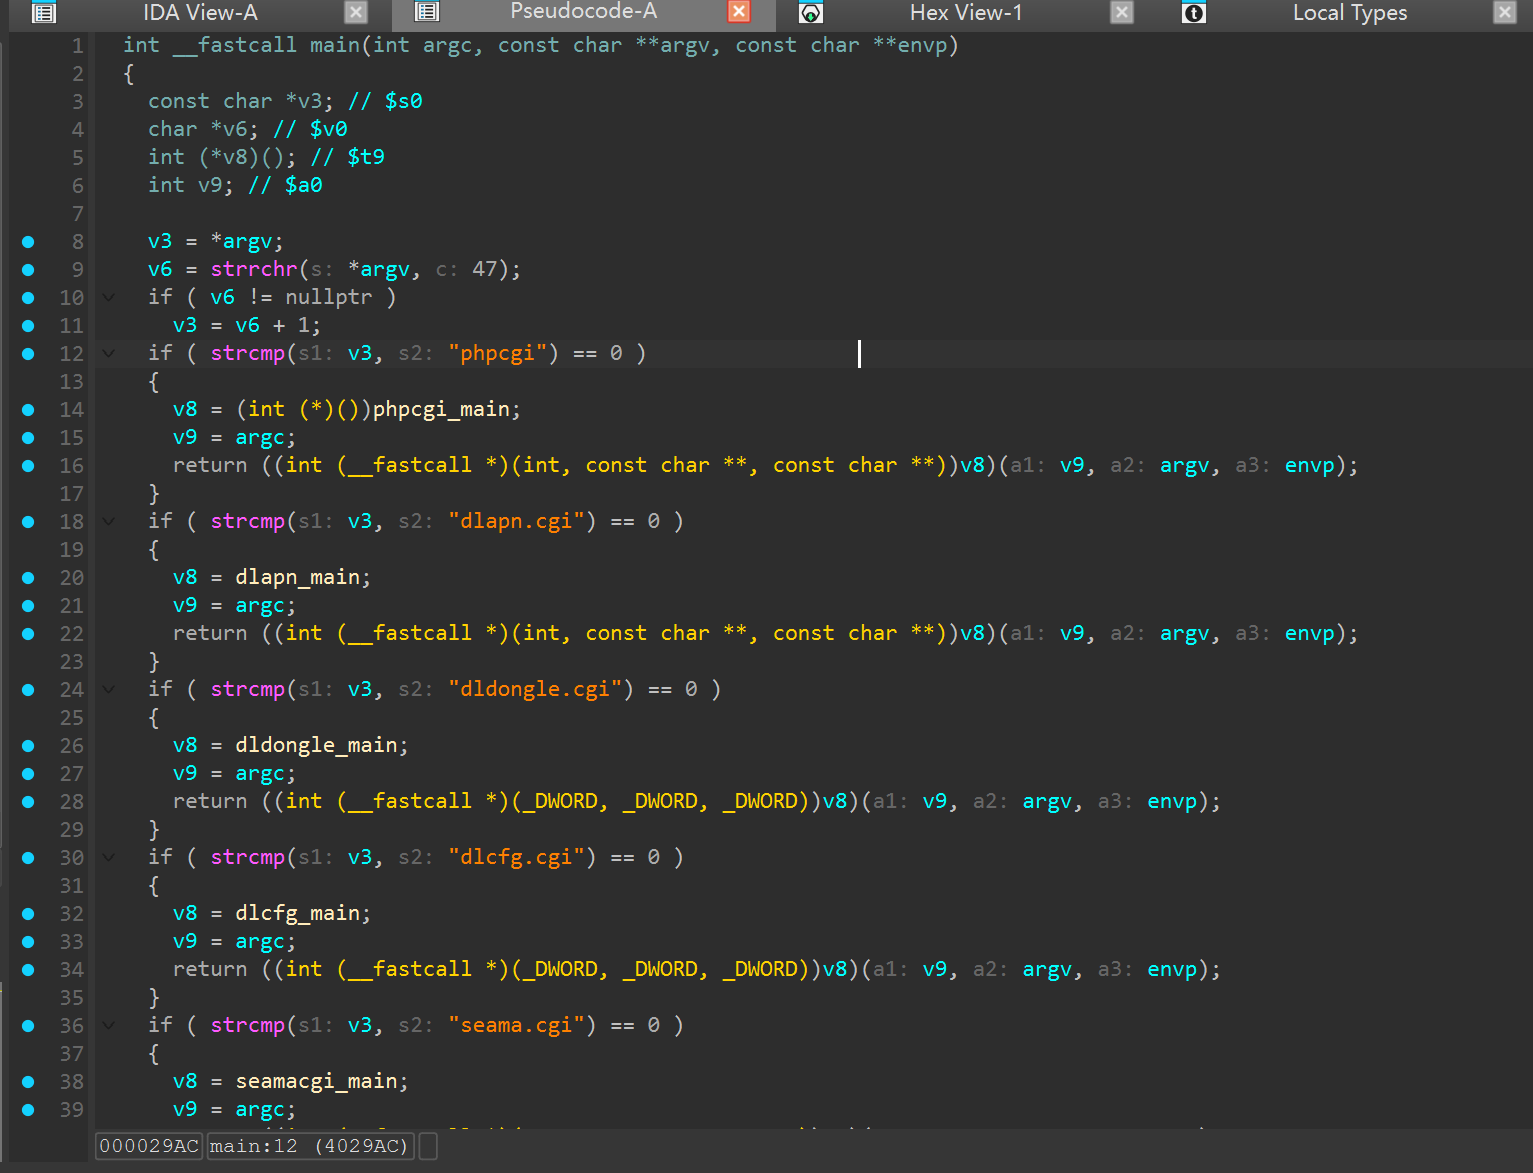 IDA View-A Pseudocode-A Hex View-1 Local Types
1 int __fastcall main(int argc, const char **argv, const char **envp)
2 {
3 const char *v3; // $s0
4 char *v6; // $v0
5 int (*v8)(); // $t9
6 int v9; // $a0
7
8 v3 = *argv;
9 v6 = strrchr(s: *argv, c: 47);
10 if ( v6 != nullptr )
11 v3 = v6 + 1;
12 if ( strcmp(s1: v3, s2: "phpcgi") == 0 )
13 {
14 v8 = (int (*)())phpcgi_main;
15 v9 = argc;
16 return ((int (__fastcall *)(int, const char **, const char **))v8)(a1: v9, a2: argv, a3: envp);
17 }
18 if ( strcmp(s1: v3, s2: "dlapn.cgi") == 0 )
19 {
20 v8 = dlapn_main;
21 v9 = argc;
22 return ((int (__fastcall *)(int, const char **, const char **))v8)(a1: v9, a2: argv, a3: envp);
23 }
24 if ( strcmp(s1: v3, s2: "dldongle.cgi") == 0 )
25 {
26 v8 = dldongle_main;
27 v9 = argc;
28 return ((int (__fastcall *)(_DWORD, _DWORD, _DWORD))v8)(a1: v9, a2: argv, a3: envp);
29 }
30 if ( strcmp(s1: v3, s2: "dlcfg.cgi") == 0 )
31 {
32 v8 = dlcfg_main;
33 v9 = argc;
34 return ((int (__fastcall *)(_DWORD, _DWORD, _DWORD))v8)(a1: v9, a2: argv, a3: envp);
35 }
36 if ( strcmp(s1: v3, s2: "seama.cgi") == 0 )
37 {
38 v8 = seamacgi_main;
39 v9 = argc;
000029AC main:12 (4029AC)